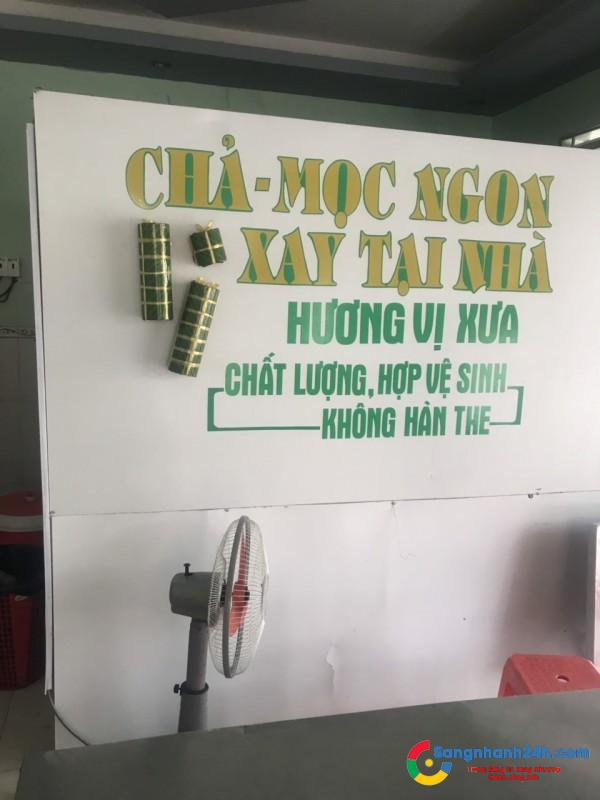 CHẢ-MỌC NGON
XAY TẠI NHÀ
HƯƠNG VỊ XƯA
CHẤT LƯỢNG, HỢP VỆ SINH
KHÔNG HÀN THE
Sangnhanh24h.com